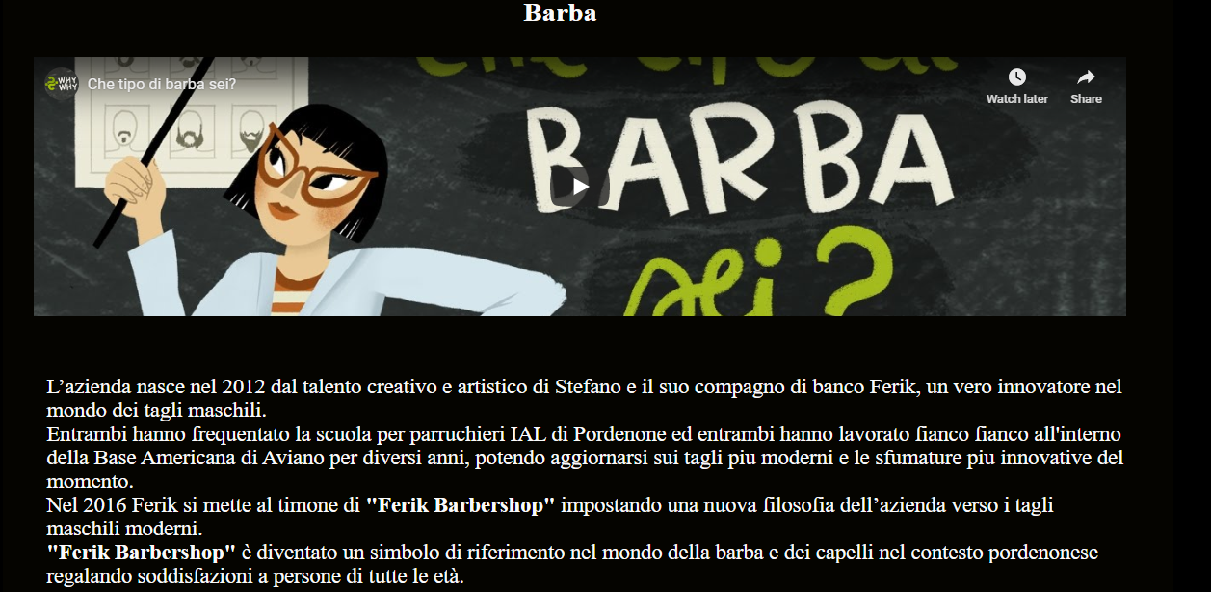 Barba
WHY WHY
Che tipo di barba sei?
Watch later
Share
che tipo di
BARBA
sei?
L’azienda nasce nel 2012 dal talento creativo e artistico di Stefano e il suo compagno di banco Ferik, un vero innovatore nel
mondo dei tagli maschili.
Entrambi hanno frequentato la scuola per parruchieri IAL di Pordenone ed entrambi hanno lavorato fianco fianco all'interno
della Base Americana di Aviano per diversi anni, potendo aggiornarsi sui tagli piu moderni e le sfumature piu innovative del
momento.
Nel 2016 Ferik si mette al timone di "Ferik Barbershop" impostando una nuova filosofia dell’azienda verso i tagli
maschili moderni.
"Ferik Barbershop" è diventato un simbolo di riferimento nel mondo della barba e dei capelli nel contesto pordenonese
regalando soddisfazioni a persone di tutte le età.